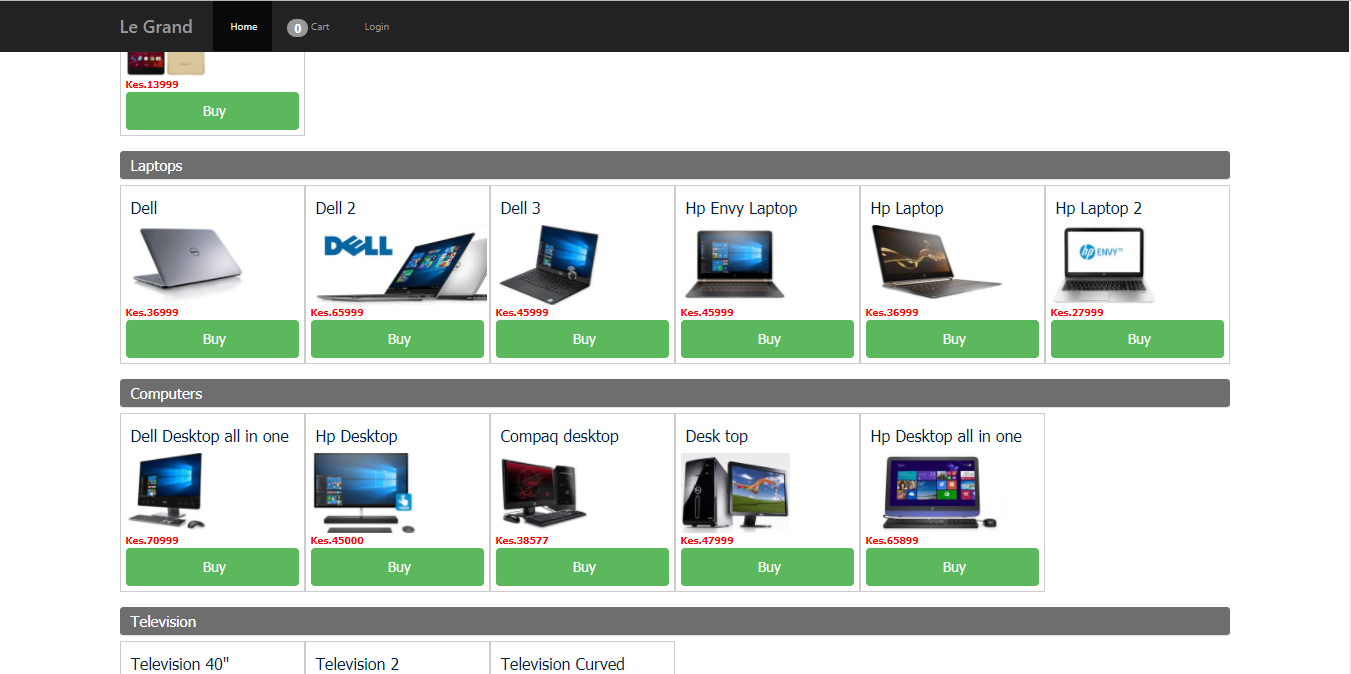 Le Grand Home 0 Cart Login
Kes.13999
Buy
Laptops
Dell Dell 2 Dell 3 Hp Envy Laptop Hp Laptop Hp Laptop 2
DELL hp ENVY
Kes.36999 Kes.65999 Kes.45999 Kes.45999 Kes.36999 Kes.27999
Buy Buy Buy Buy Buy Buy
Computers
Dell Desktop all in one Hp Desktop Compaq desktop Desk top Hp Desktop all in one
Kes.70999 Kes.45000 Kes.38577 Kes.47999 Kes.65899
Buy Buy Buy Buy Buy
Television
Television 40" Television 2 Television Curved